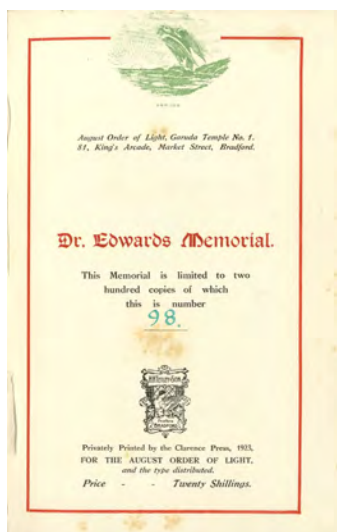 August Order of Light, Garuda Temple No. 1.
81, King's Arcade, Market Street, Bradford.
Dr. Edwards Memorial.
This Memorial is limited to two
hundred copies of which
this is number
98.
Privately Printed by the Clarence Press, 1923,
FOR THE AUGUST ORDER OF LIGHT,
and the type distributed.
Price - - Twenty Shillings.